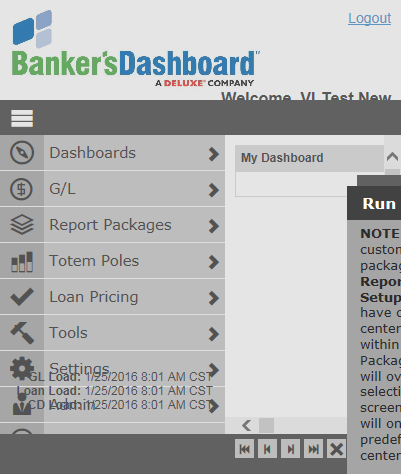 Logout
Banker'sDashboard™
A DELUXE® COMPANY
Welcome, VL Test New
Dashboards
My Dashboard
G/L
Report Packages
Totem Poles
Loan Pricing
Tools
Settings
GL Load: 1/25/2016 8:01 AM CST
Loan Load: 1/25/2016 8:01 AM CST
CD Load: 1/25/2016 8:01 AM CST
Admin
Run
NOTE
custom
packag
Repor
Setup
have c
center
within
Packag
will ov
selecti
screen
will on
predef
center